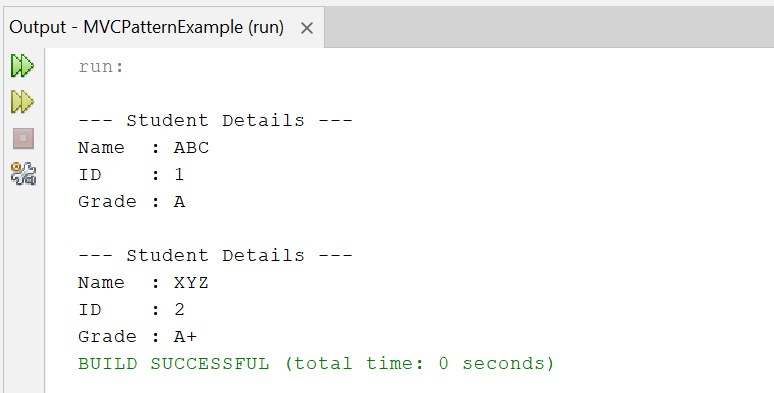 Output - MVCPatternExample (run)
run:
--- Student Details ---
Name  : ABC
ID    : 1
Grade : A
--- Student Details ---
Name  : XYZ
ID    : 2
Grade : A+
BUILD SUCCESSFUL (total time: 0 seconds)